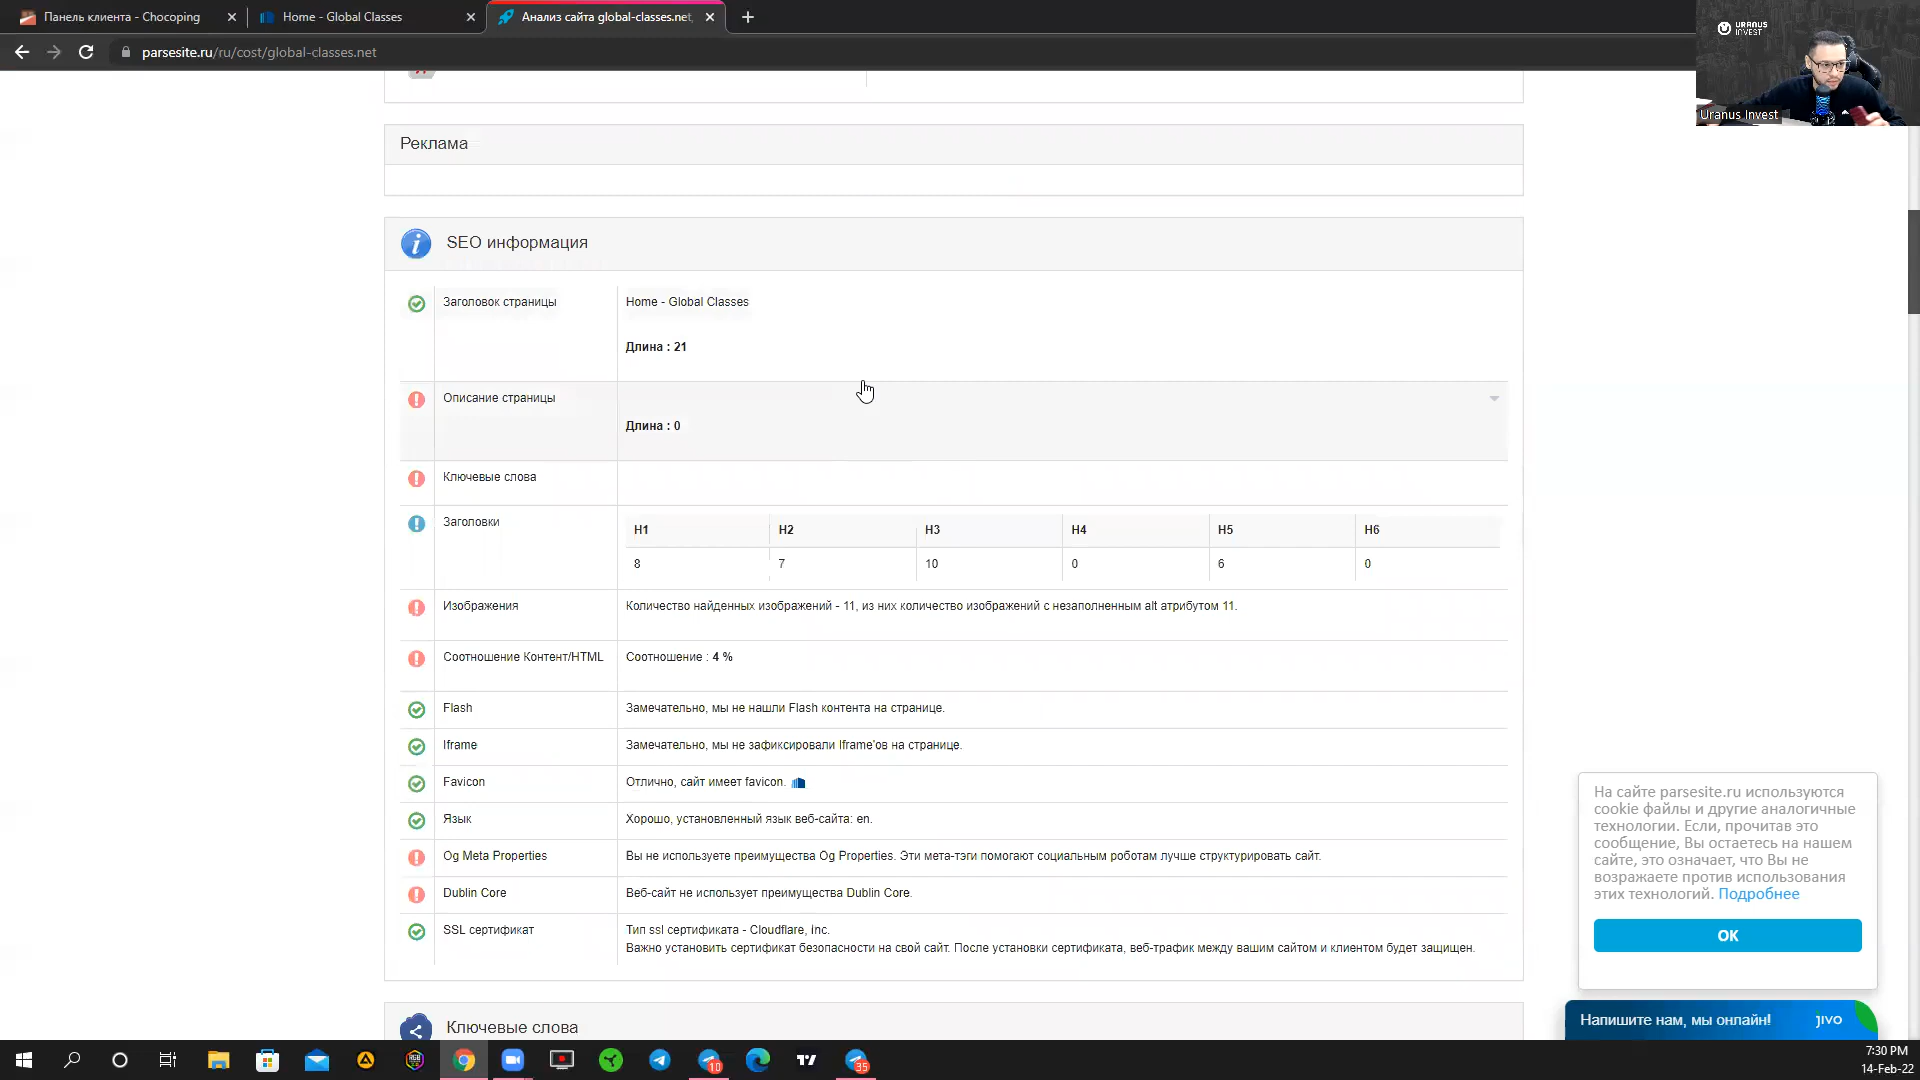 Панель клиента - Chocoping
Home - Global Classes
Анализ сайта global-classes.net,
parsesite.ru/ru/cost/global-classes.net
URANUS
INVEST
Uranus Invest
Реклама
SEO информация
Заголовок страницы
Home - Global Classes
Длина : 21
Описание страницы
Длина : 0
Ключевые слова
Заголовки
H1 H2 H3 H4 H5 H6
8 7 10 0 6 0
Изображения
Количество найденных изображений - 11, из них количество изображений с незаполненным alt атрибутом 11.
Соотношение Контент/HTML
Соотношение : 4 %
Flash
Замечательно, мы не нашли Flash контента на странице.
Iframe
Замечательно, мы не зафиксировали Iframe'ов на странице.
Favicon
Отлично, сайт имеет favicon.
Язык
Хорошо, установленный язык веб-сайта: en.
Og Meta Properties
Вы не используете преимущества Og Properties. Эти мета-тэги помогают социальным роботам лучше структурировать сайт.
Dublin Core
Веб-сайт не использует преимущества Dublin Core.
SSL сертификат
Тип ssl сертификата - Cloudflare, inc.
Важно установить сертификат безопасности на свой сайт. После установки сертификата, веб-трафик между вашим сайтом и клиентом будет защищен.
Ключевые слова
На сайте parsesite.ru используются
cookie файлы и другие аналогичные
технологии. Если, прочитав это
сообщение, Вы остаетесь на нашем
сайте, это означает, что Вы не
возражаете против использования
этих технологий. Подробнее
OK
Напишите нам, мы онлайн!
jivo
10
35
7:30 PM
14-Feb-22